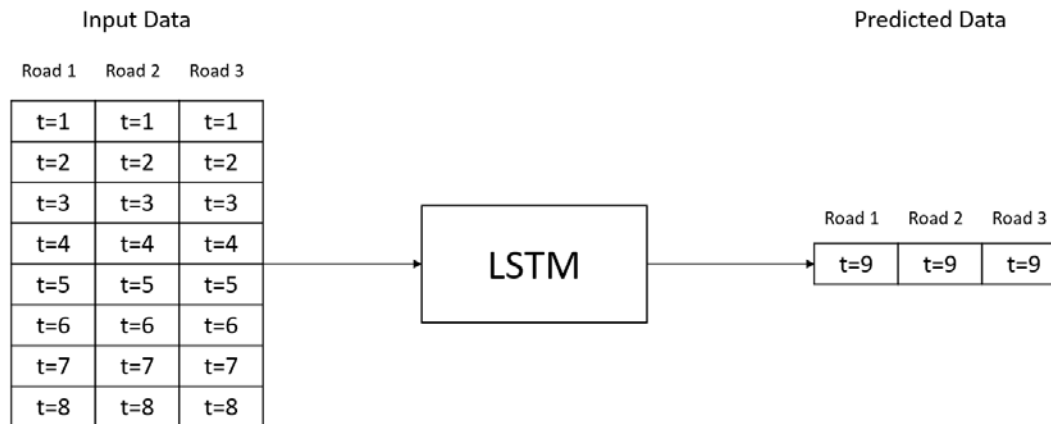 Input Data
Road 1 Road 2 Road 3
t=1 t=1 t=1
t=2 t=2 t=2
t=3 t=3 t=3
t=4 t=4 t=4
t=5 t=5 t=5
t=6 t=6 t=6
t=7 t=7 t=7
t=8 t=8 t=8
LSTM
Predicted Data
Road 1 Road 2 Road 3
t=9 t=9 t=9